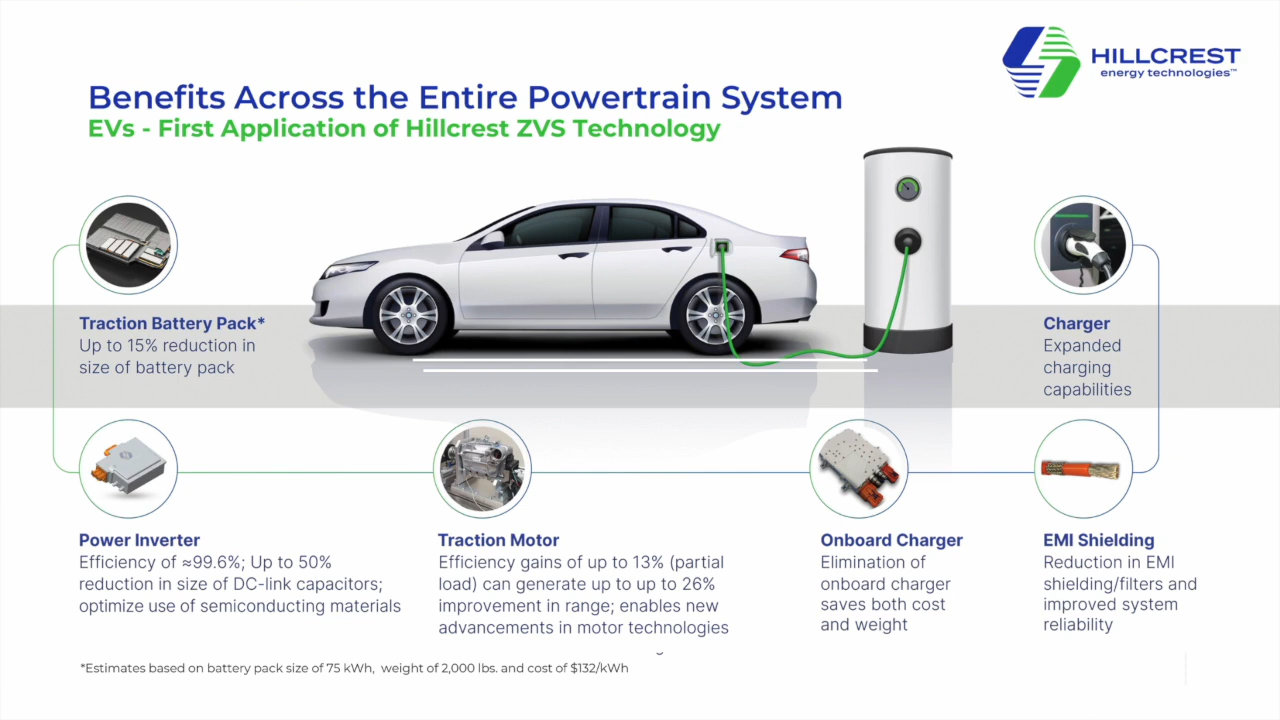 HILLCREST
energy technologies™
Benefits Across the Entire Powertrain System
EVs - First Application of Hillcrest ZVS Technology
Traction Battery Pack*
Up to 15% reduction in
size of battery pack
Charger
Expanded
charging
capabilities
Power Inverter
Efficiency of ≈99.6%; Up to 50%
reduction in size of DC-link capacitors;
optimize use of semiconducting materials
Traction Motor
Efficiency gains of up to 13% (partial
load) can generate up to up to 26%
improvement in range; enables new
advancements in motor technologies
Onboard Charger
Elimination of
onboard charger
saves both cost
and weight
EMI Shielding
Reduction in EMI
shielding/filters and
improved system
reliability
*Estimates based on battery pack size of 75 kWh, weight of 2,000 lbs. and cost of $132/kWh